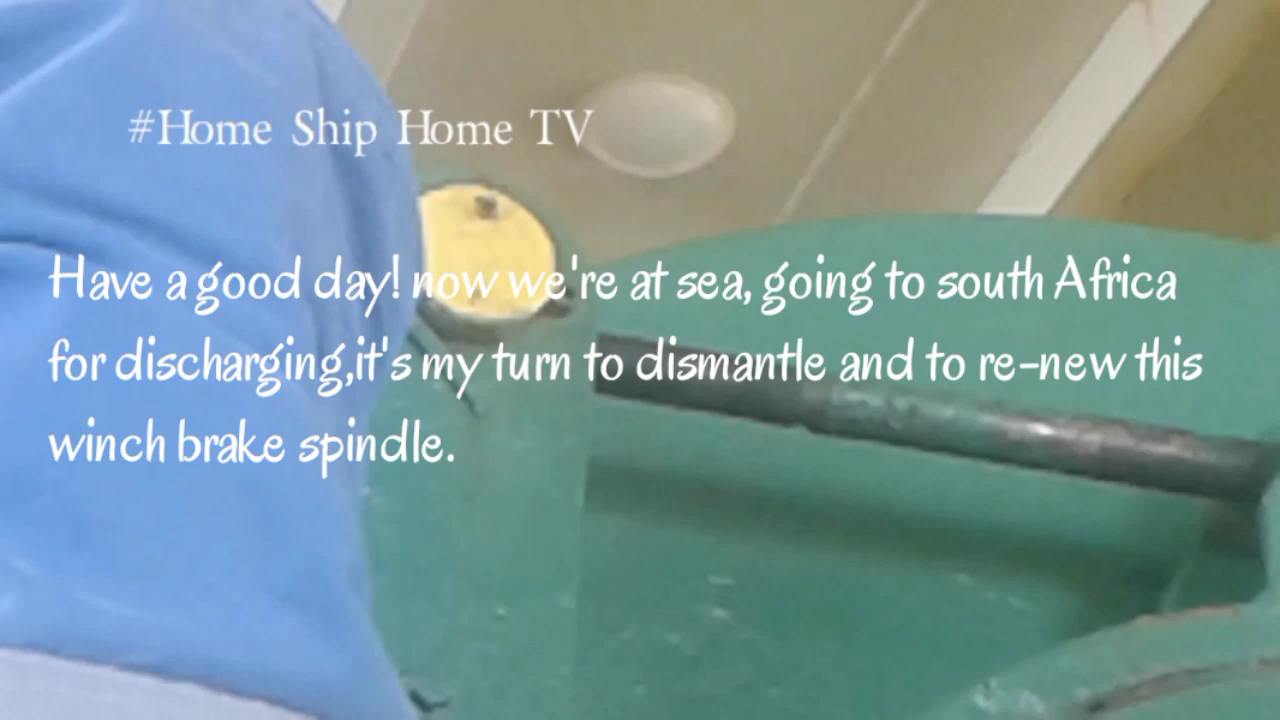 #Home Ship Home TV
Have a good day! now we're at sea, going to south Africa
for discharging,it's my turn to dismantle and to re-new this
winch brake spindle.